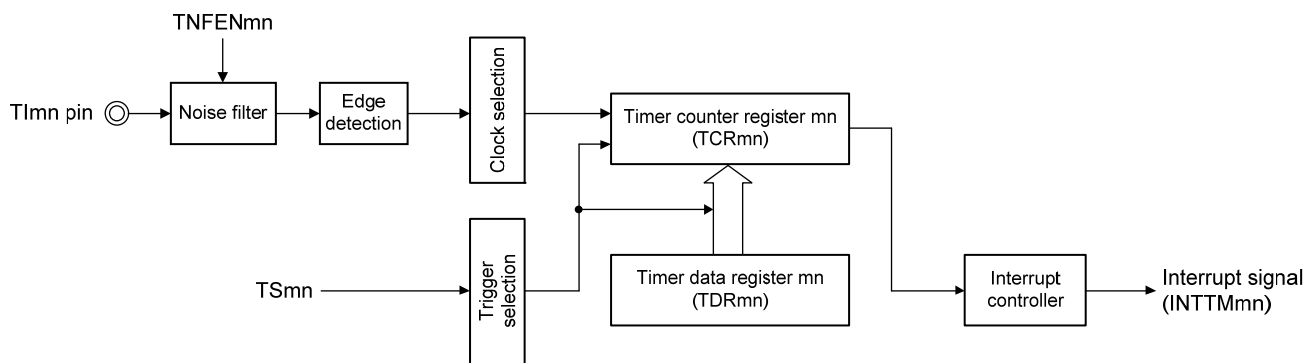 TNFENmn
TImn pin
Noise filter
Edge
detection
Clock selection
Timer counter register mn
(TCRmn)
TSmn
Trigger
selection
Timer data register mn
(TDRmn)
Interrupt
controller
Interrupt signal
(INTTMmn)